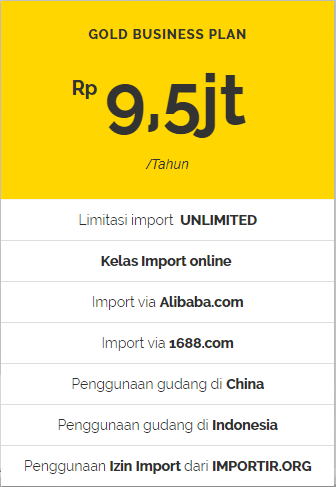 GOLD BUSINESS PLAN
Rp 9,5jt
/Tahun
Limitasi import UNLIMITED
Kelas Import online
Import via Alibaba.com
Import via 1688.com
Penggunaan gudang di China
Penggunaan gudang di Indonesia
Penggunaan Izin Import dari IMPORTIR.ORG